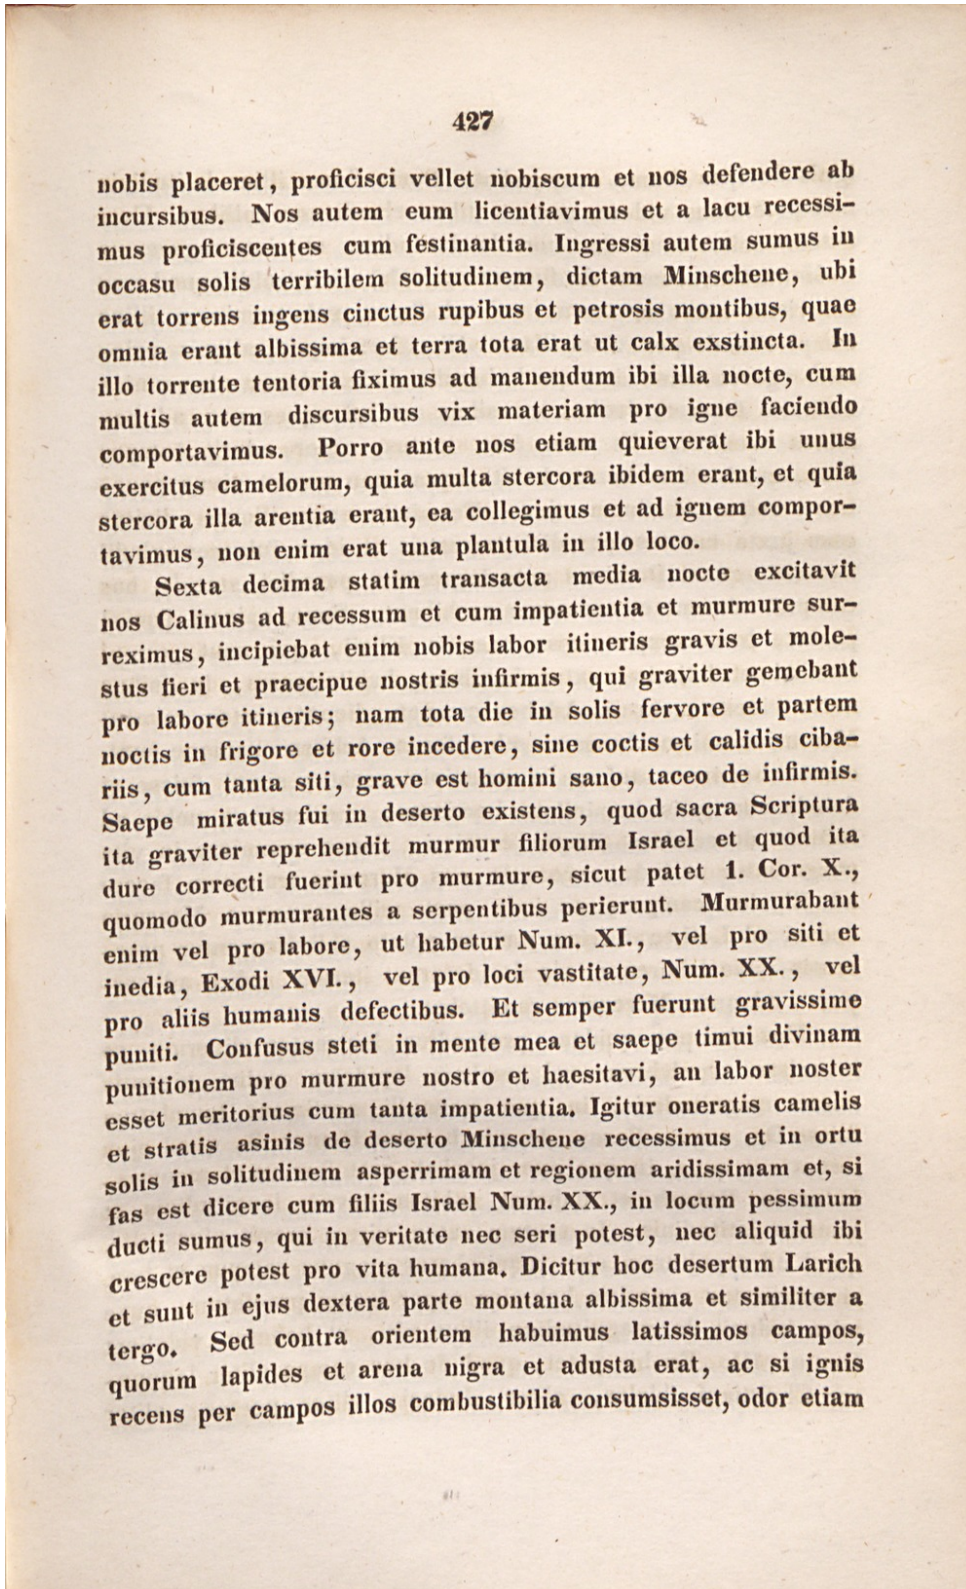 427
nobis placeret, proficisci vellet nobiscum et nos defendere ab
incursibus. Nos autem eum licentiavimus et a lacu recessi-
mus proficiscentes cum festinantia. Ingressi autem sumus in
occasu solis terribilem solitudinem, dictam Minschene, ubi
erat torrens ingens cinctus rupibus et petrosis montibus, quae
omnia erant albissima et terra tota erat ut calx exstincta. In
illo torrente tentoria fiximus ad manendum ibi illa nocte, cum
multis autem discursibus vix materiam pro igne faciendo
comportavimus. Porro ante nos etiam quieverat ibi unus
exercitus camelorum, quia multa stercora ibidem erant, et quia
stercora illa arentia erant, ea collegimus et ad ignem compor-
tavimus, non enim erat una plantula in illo loco.
Sexta decima statim transacta media nocte excitavit
nos Calinus ad recessum et cum impatientia et murmure sur-
reximus, incipiebat enim nobis labor itineris gravis et mole-
stus fieri et praecipue nostris infirmis, qui graviter gemebant
pro labore itineris; nam tota die in solis fervore et partem
noctis in frigore et rore incedere, sine coctis et calidis ciba-
riis, cum tanta siti, grave est homini sano, taceo de infirmis.
Saepe miratus fui in deserto existens, quod sacra Scriptura
ita graviter reprehendit murmur filiorum Israel et quod ita
dure correcti fuerint pro murmure, sicut patet 1. Cor. X.,
quomodo murmurantes a serpentibus perierunt. Murmurabant
enim vel pro labore, ut habetur Num. XI., vel pro siti et
inedia, Exodi XVI., vel pro loci vastitate, Num. XX., vel
pro aliis humanis defectibus. Et semper fuerunt gravissime
puniti. Confusus steti in mente mea et saepe timui divinam
punitionem pro murmure nostro et haesitavi, an labor noster
esset meritorius cum tanta impatientia. Igitur oneratis camelis
et stratis asinis de deserto Minschene recessimus et in ortu
solis in solitudinem asperrimam et regionem aridissimam et, si
fas est dicere cum filiis Israel Num. XX., in locum pessimum
ducti sumus, qui in veritate nec seri potest, nec aliquid ibi
crescere potest pro vita humana. Dicitur hoc desertum Larich
et sunt in ejus dextera parte montana albissima et similiter a
tergo. Sed contra orientem habuimus latissimos campos,
quorum lapides et arena nigra et adusta erat, ac si ignis
recens per campos illos combustibilia consumsisset, odor etiam